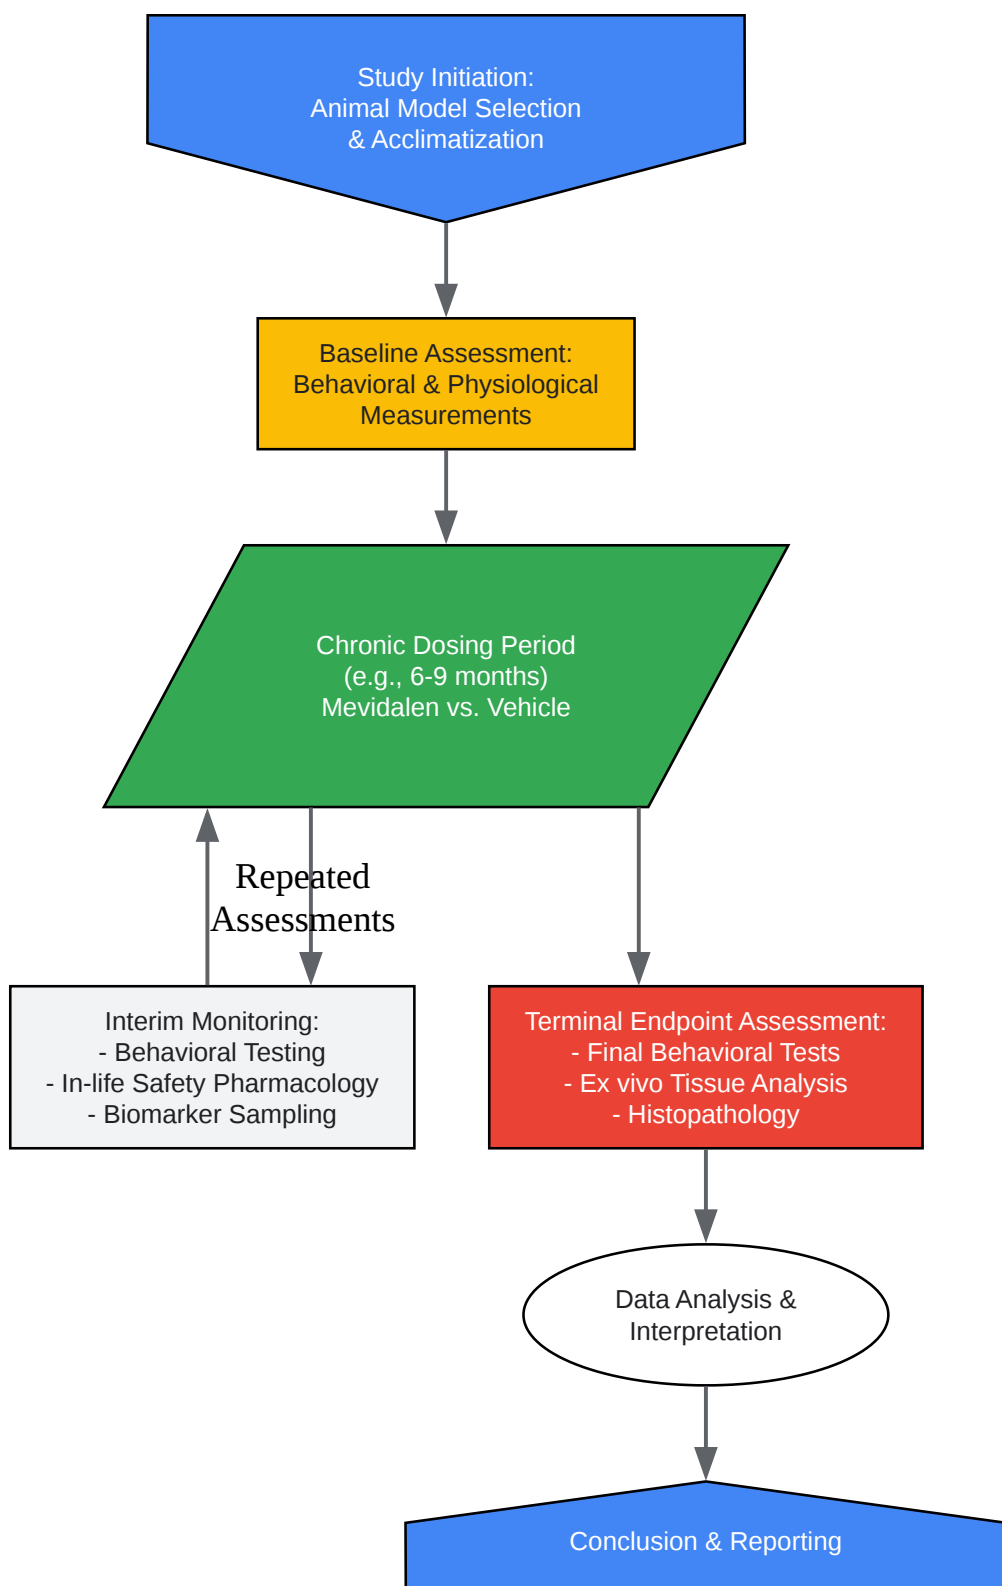 Study Initiation:
Animal Model Selection
& Acclimatization
Baseline Assessment:
Behavioral & Physiological
Measurements
Chronic Dosing Period
(e.g., 6-9 months)
Mevidalen vs. Vehicle
Repeated
Assessments
Interim Monitoring:
- Behavioral Testing
- In-life Safety Pharmacology
- Biomarker Sampling
Terminal Endpoint Assessment:
- Final Behavioral Tests
- Ex vivo Tissue Analysis
- Histopathology
Data Analysis &
Interpretation
Conclusion & Reporting